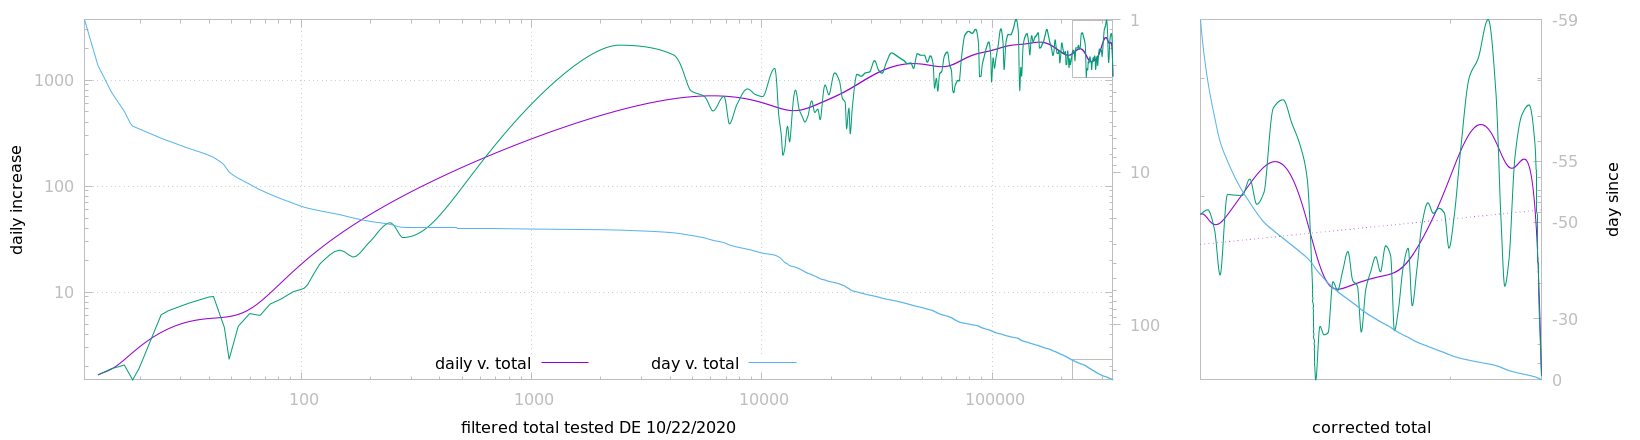 daily increase
1000
100
10
daily v. total
day v. total
100
1000
10000
100000
filtered total tested DE 10/22/2020
1
10
100
-59
-55
-50
-30
0
day since
corrected total